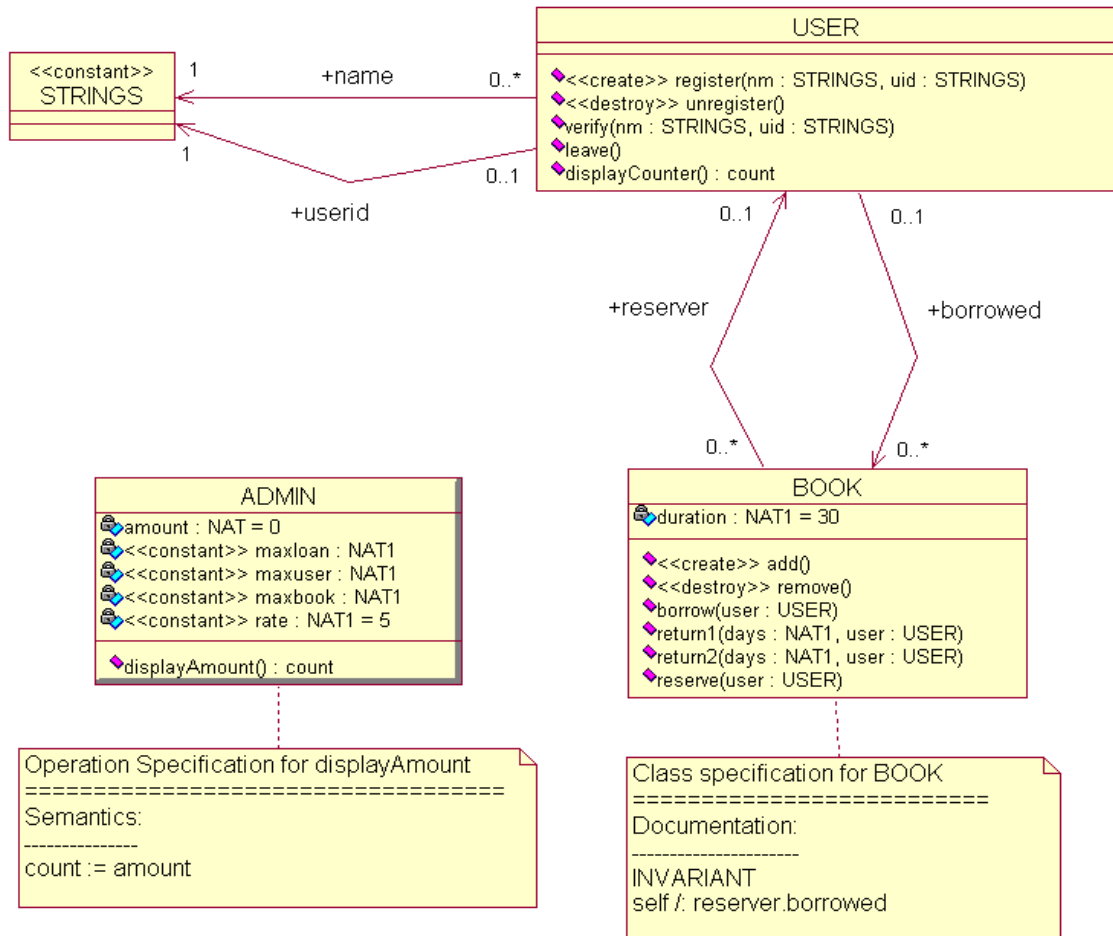 USER
<<create>> register(nm : STRINGS, uid : STRINGS)
<<destroy>> unregister()
verify(nm : STRINGS, uid : STRINGS)
leave()
displayCounter() : count
<<constant>>
STRINGS
1
+name
0..*
1
0..1
+userid
0..1
0..1
+reserver
+borrowed
0..*
0..*
ADMIN
amount : NAT = 0
<<constant>> maxloan : NAT1
<<constant>> maxuser : NAT1
<<constant>> maxbook : NAT1
<<constant>> rate : NAT1 = 5
displayAmount() : count
BOOK
duration : NAT1 = 30
<<create>> add()
<<destroy>> remove()
borrow(user : USER)
return1(days : NAT1, user : USER)
return2(days : NAT1, user : USER)
reserve(user : USER)
Operation Specification for displayAmount
===================================
Semantics:
---------------
count := amount
Class specification for BOOK
==========================
Documentation:
----------------------
INVARIANT
self /: reserver.borrowed